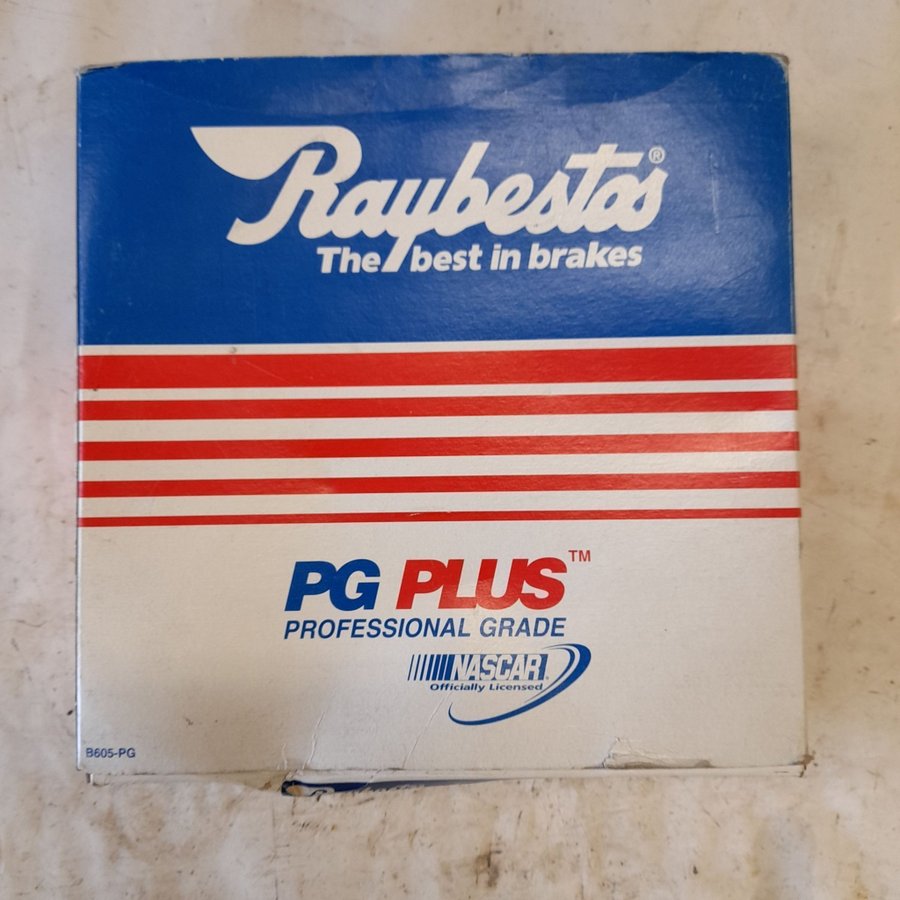 Raybestos®
The best in brakes
PG PLUS™
PROFESSIONAL GRADE
NASCAR
Officially Licensed
B605-PG